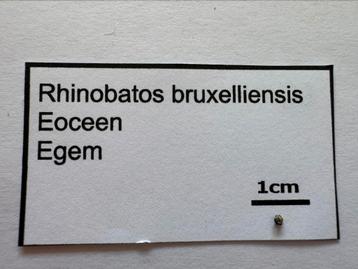 Rhinobatos bruxelliensis
Eoceen
Egem
1cm